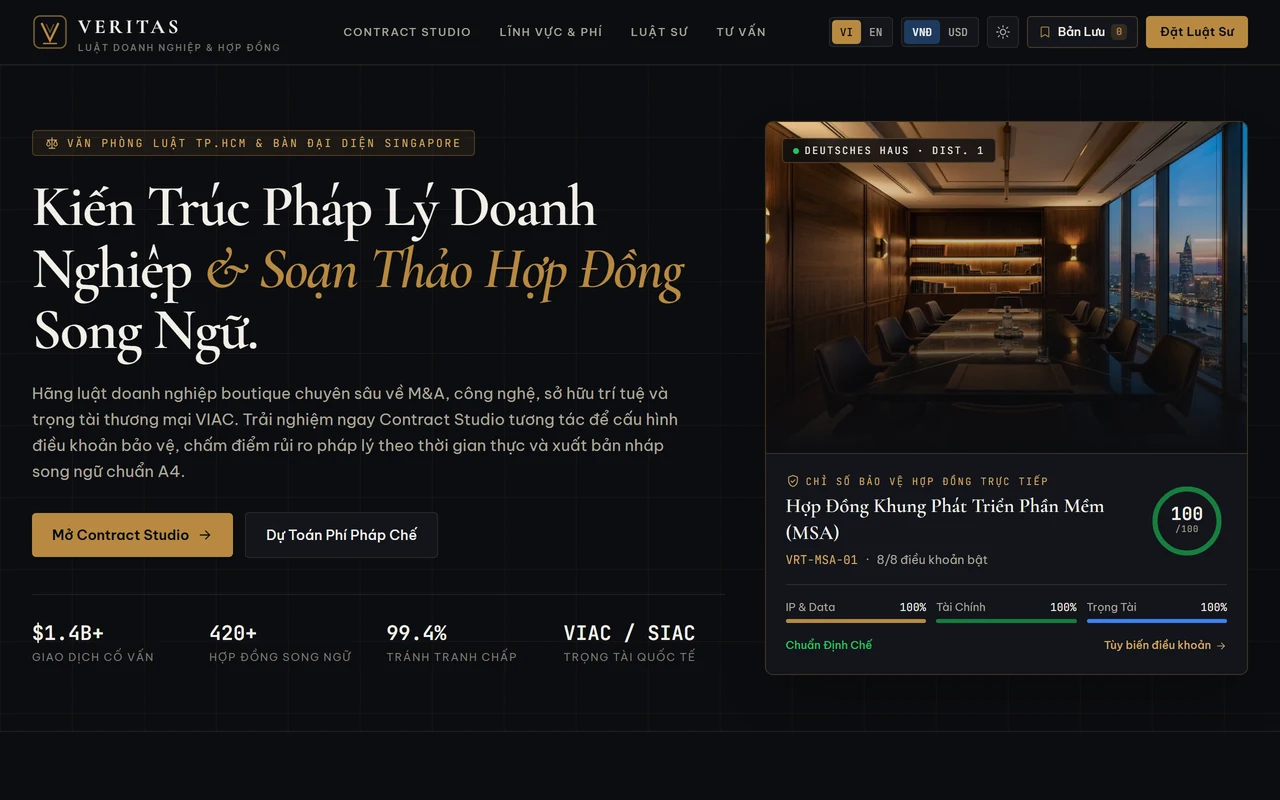 VERITAS
LUẬT DOANH NGHIỆP & HỢP ĐỒNG
CONTRACT STUDIO
LĨNH VỰC & PHÍ
LUẬT SƯ
TƯ VẤN
VI
EN
VNĐ
USD
Bản Lưu 0
Đặt Luật Sư
VĂN PHÒNG LUẬT TP.HCM & BÀN ĐẠI DIỆN SINGAPORE
Kiến Trúc Pháp Lý Doanh
Nghiệp & Soạn Thảo Hợp Đồng
Song Ngữ.
Hãng luật doanh nghiệp boutique chuyên sâu về M&A, công nghệ, sở hữu trí tuệ và
trọng tài thương mại VIAC. Trải nghiệm ngay Contract Studio tương tác để cấu hình
điều khoản bảo vệ, chấm điểm rủi ro pháp lý theo thời gian thực và xuất bản nháp
song ngữ chuẩn A4.
Mở Contract Studio →
Dự Toán Phí Pháp Chế
$1.4B+
GIAO DỊCH CỐ VẤN
420+
HỢP ĐỒNG SONG NGỮ
99.4%
TRÁNH TRANH CHẤP
VIAC / SIAC
TRỌNG TÀI QUỐC TẾ
DEUTSCHES HAUS · DIST. 1
CHỈ SỐ BẢO VỆ HỢP ĐỒNG TRỰC TIẾP
Hợp Đồng Khung Phát Triển Phần Mềm
(MSA)
VRT-MSA-01 · 8/8 điều khoản bật
100
/100
IP & Data 100%
Tài Chính 100%
Trọng Tài 100%
Chuẩn Định Chế
Tùy biến điều khoản →